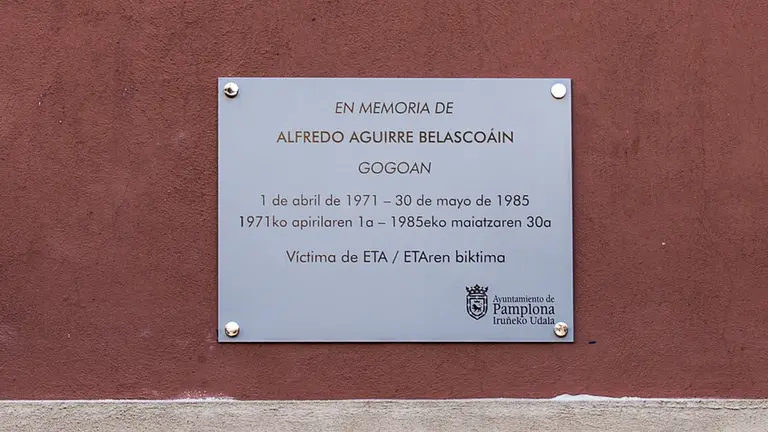 EN MEMORIA DE
ALFREDO AGUIRRE BELASCOÁIN
GOGOAN
1 de abril de 1971 – 30 de mayo de 1985
1971ko apirilaren 1a – 1985eko maiatzaren 30a
Víctima de ETA / ETAren biktima
Ayuntamiento de
Pamplona
Iruñeko Udala